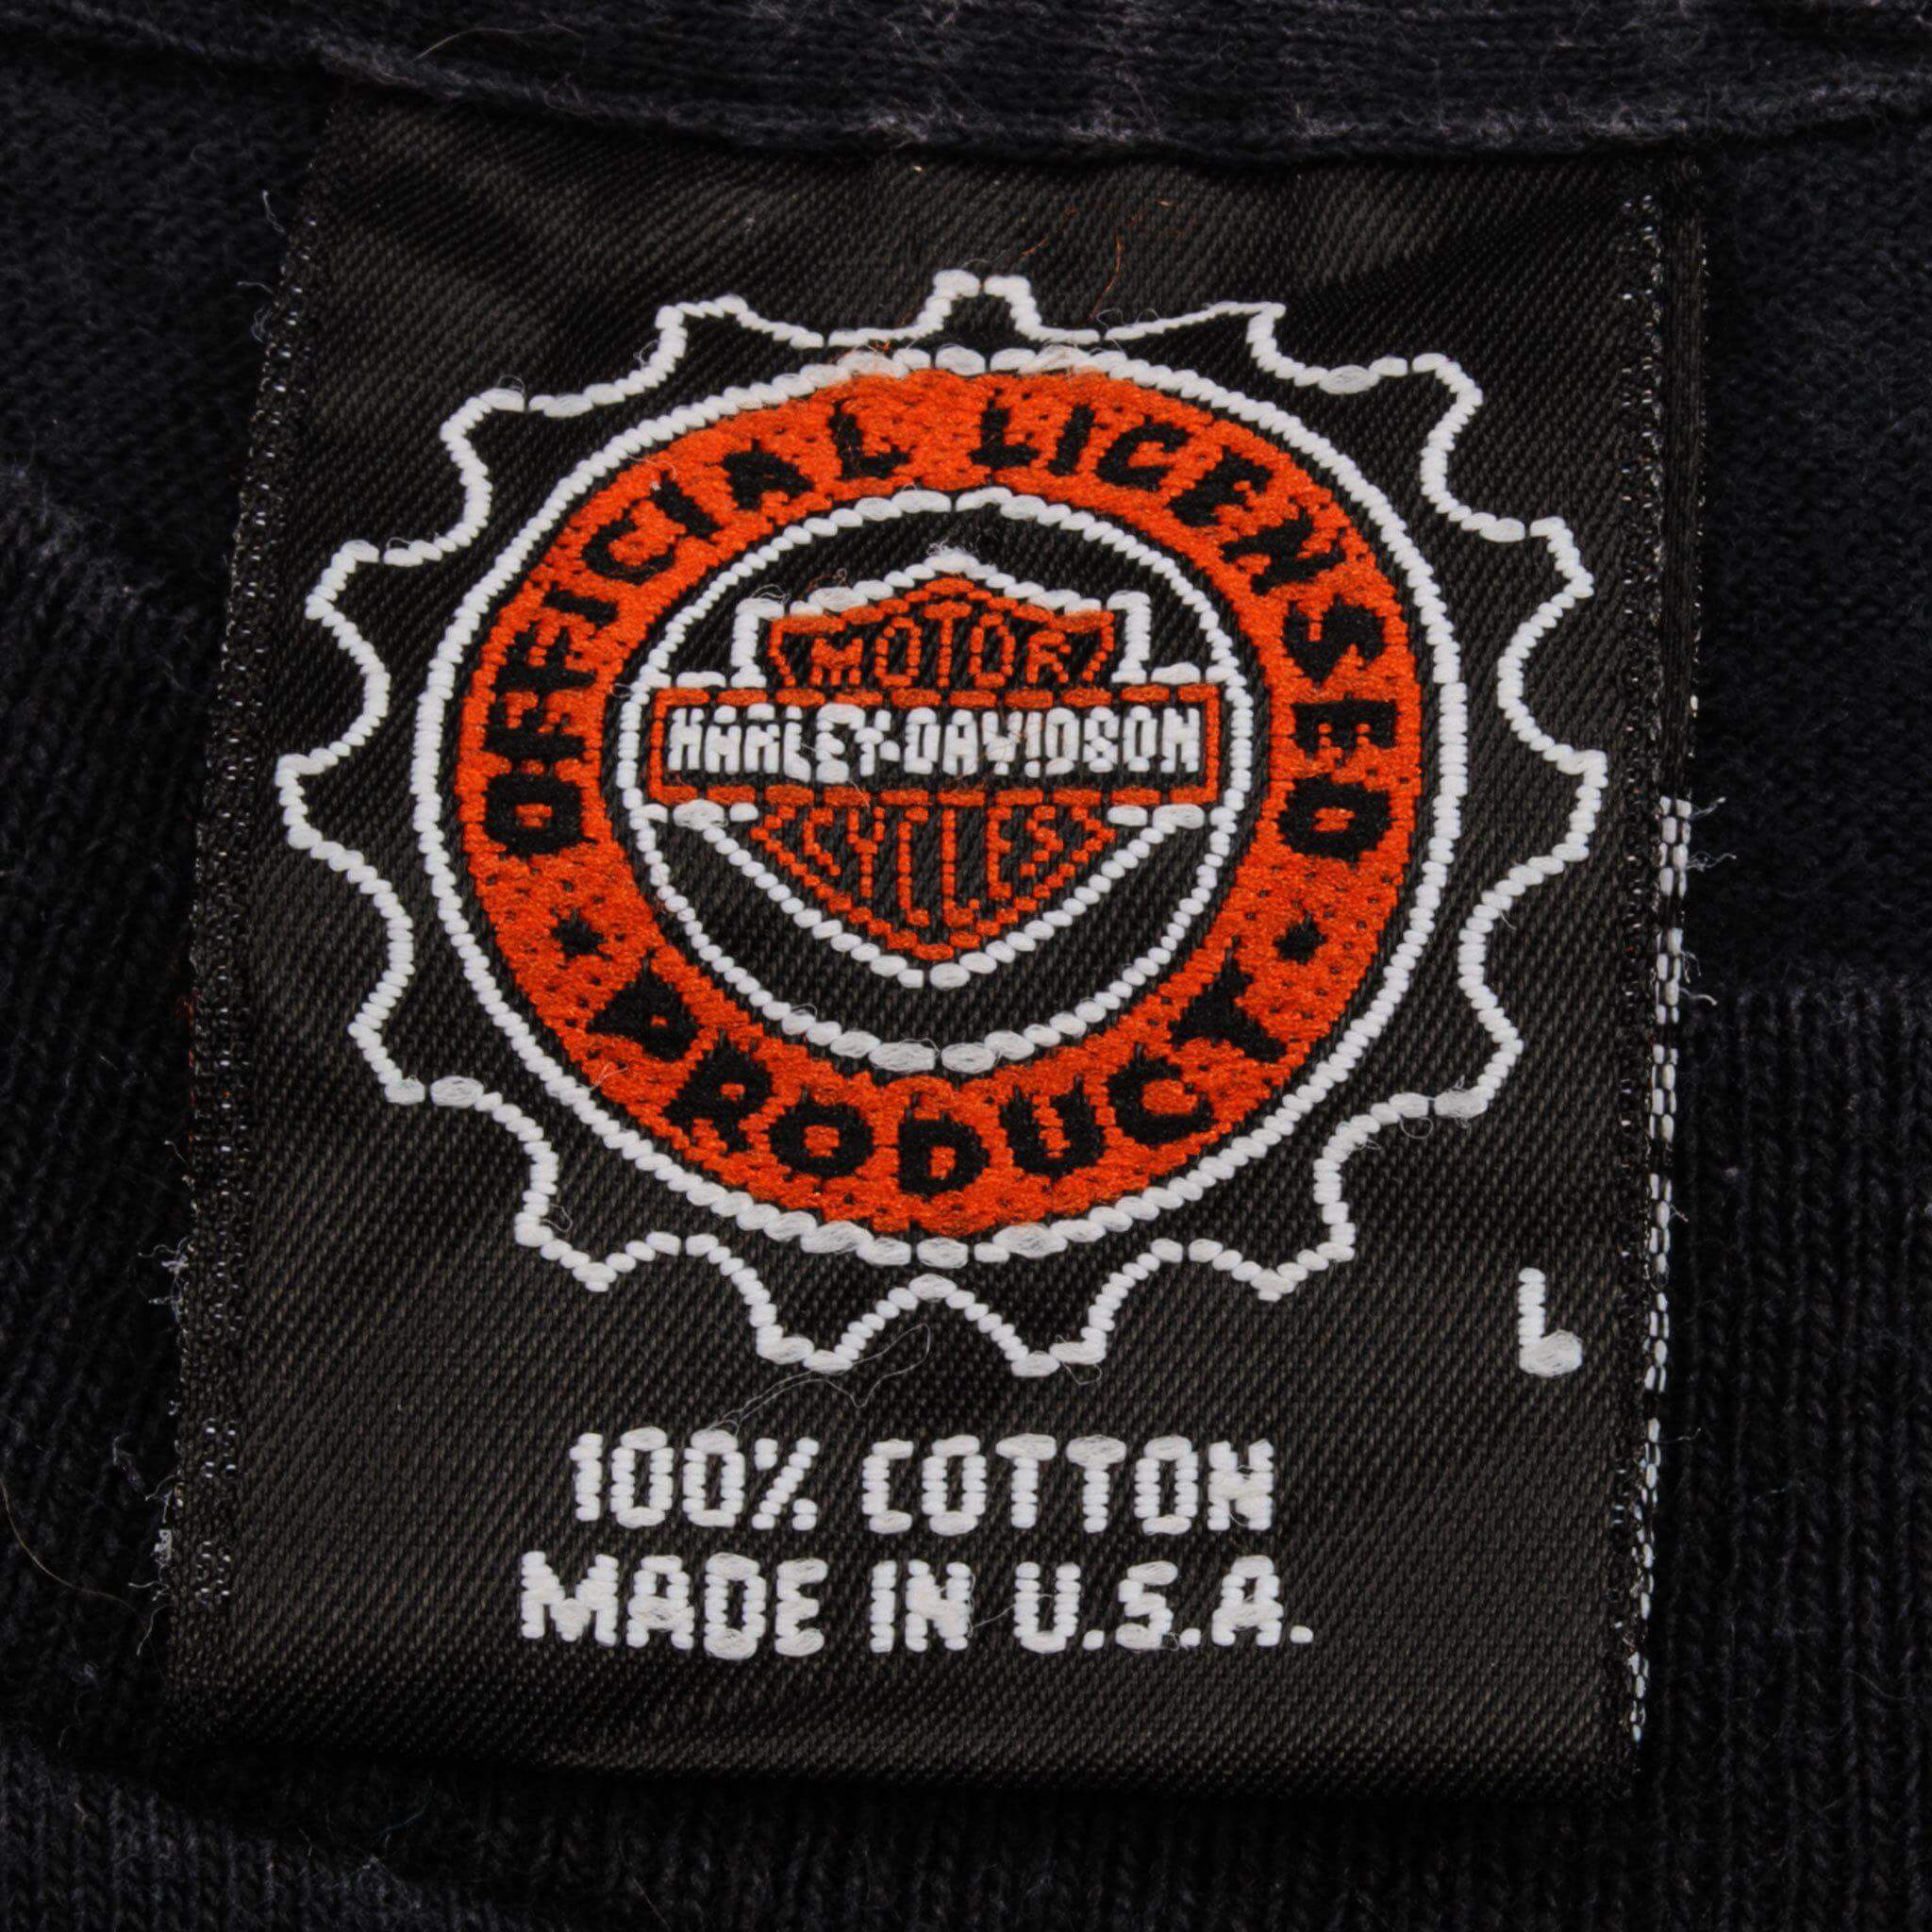 OFFICIAL LICENSED
MOTOR
HARLEY-DAVIDSON
CYCLES
• PRODUCT •
L
100% COTTON
MADE IN U.S.A.